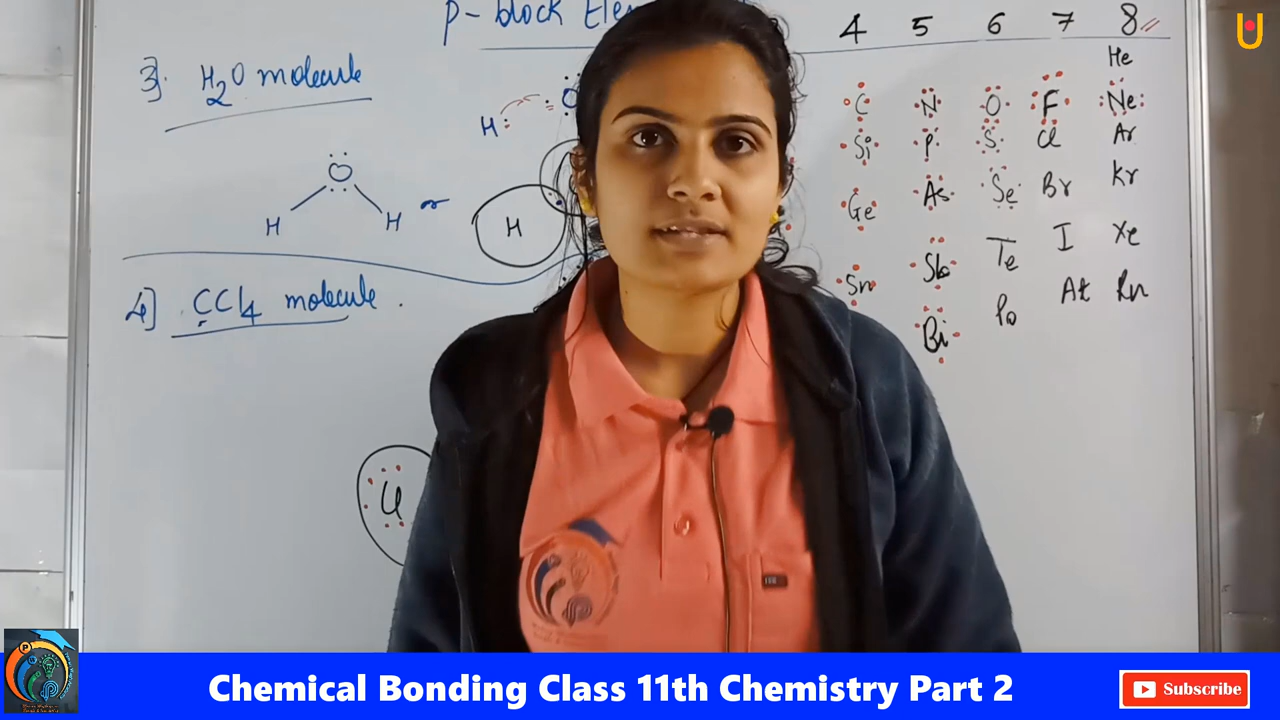 p-block
4 5 6 7 8
He
3) H2O molecule
H O
C N O F Ne
Si P S Cl Ar
O
H H or
H
Ge As Se Br Kr
Sb Te I Xe
4] CCl4 molecule.
Sn Bi Po At Rn
Cl
Chemical Bonding Class 11th Chemistry Part 2
Subscribe